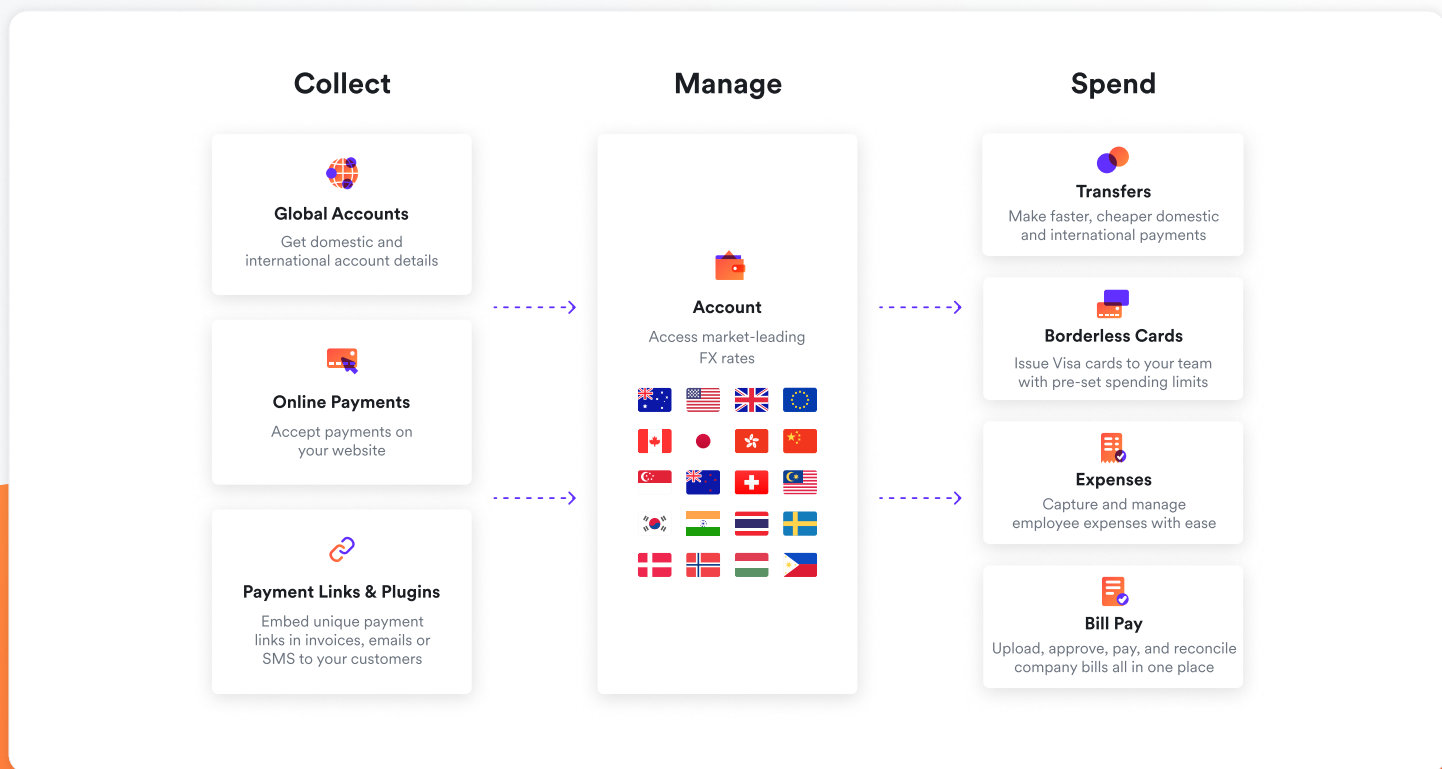 Collect
Global Accounts
Get domestic and
international account details
Online Payments
Accept payments on
your website
Payment Links & Plugins
Embed unique payment
links in invoices, emails or
SMS to your customers
Manage
Account
Access market-leading
FX rates
Spend
Transfers
Make faster, cheaper domestic
and international payments
Borderless Cards
Issue Visa cards to your team
with pre-set spending limits
Expenses
Capture and manage
employee expenses with ease
Bill Pay
Upload, approve, pay, and reconcile
company bills all in one place